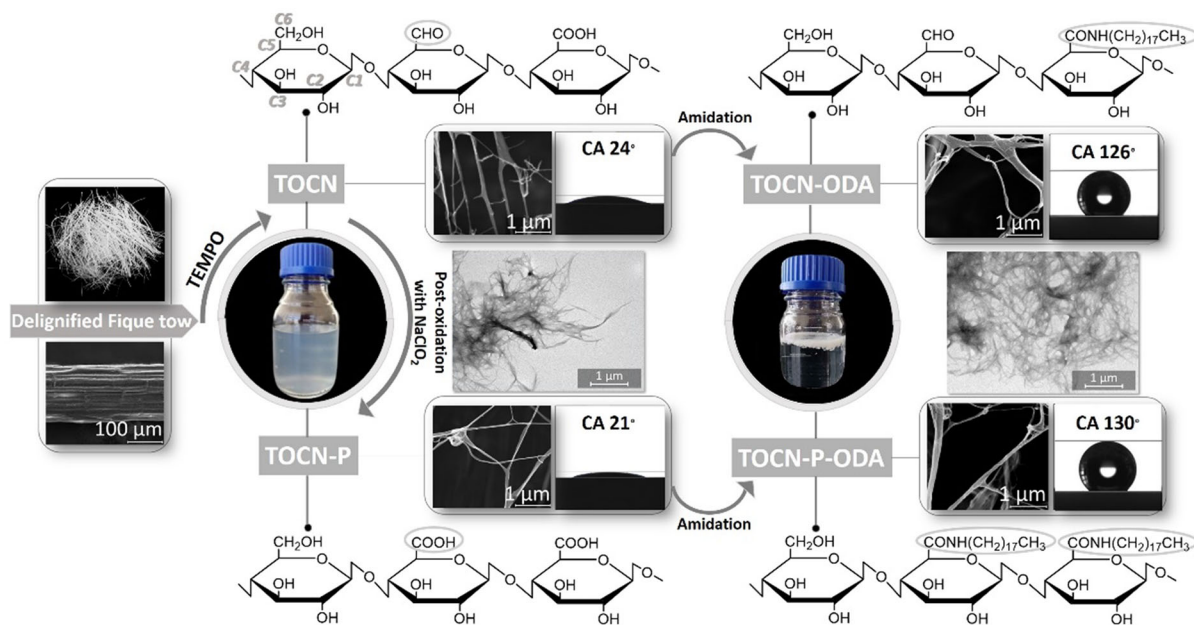 C6
CH₂OH
C5
O
C4
OH
C3
C2
C1
OH
O
CHO
O
OH
OH
O
COOH
O
OH
OH
O
CH₂OH
O
OH
OH
O
CHO
O
OH
OH
O
CONH(CH₂)₁₇CH₃
O
OH
OH
O
Amidation
TOCN
1 µm
CA 24°
TOCN-ODA
1 µm
CA 126°
TEMPO
Delignified Fique tow
100 µm
Post-oxidation
with NaClO₂
1 µm
1 µm
TOCN-P
1 µm
CA 21°
TOCN-P-ODA
1 µm
CA 130°
Amidation
CH₂OH
O
OH
OH
O
COOH
O
OH
OH
O
COOH
O
OH
OH
O
CH₂OH
O
OH
OH
O
CONH(CH₂)₁₇CH₃
O
OH
OH
O
CONH(CH₂)₁₇CH₃
O
OH
OH
O